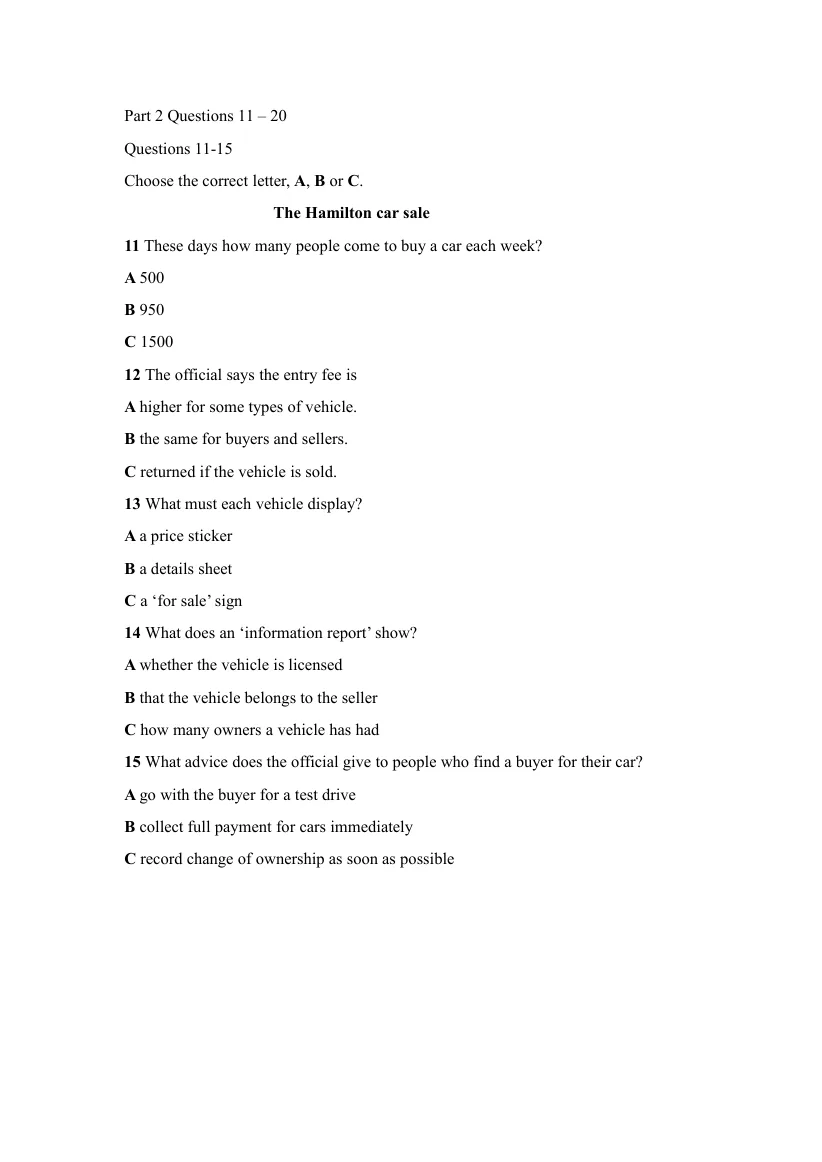 Part 2 Questions 11 – 20
Questions 11-15
Choose the correct letter, A, B or C.
The Hamilton car sale
11 These days how many people come to buy a car each week?
A 500
B 950
C 1500
12 The official says the entry fee is
A higher for some types of vehicle.
B the same for buyers and sellers.
C returned if the vehicle is sold.
13 What must each vehicle display?
A a price sticker
B a details sheet
C a ‘for sale’ sign
14 What does an ‘information report’ show?
A whether the vehicle is licensed
B that the vehicle belongs to the seller
C how many owners a vehicle has had
15 What advice does the official give to people who find a buyer for their car?
A go with the buyer for a test drive
B collect full payment for cars immediately
C record change of ownership as soon as possible